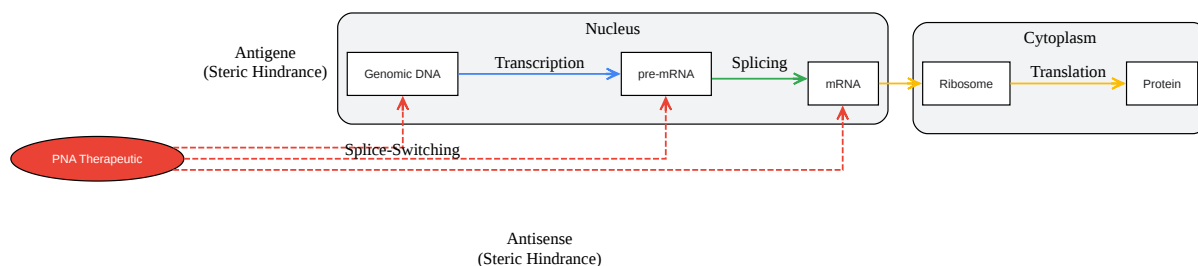 Nucleus
Cytoplasm
Antigene
(Steric Hindrance)
Genomic DNA
Transcription
pre-mRNA
Splicing
mRNA
Ribosome
Translation
Protein
PNA Therapeutic
Splice-Switching
Antisense
(Steric Hindrance)